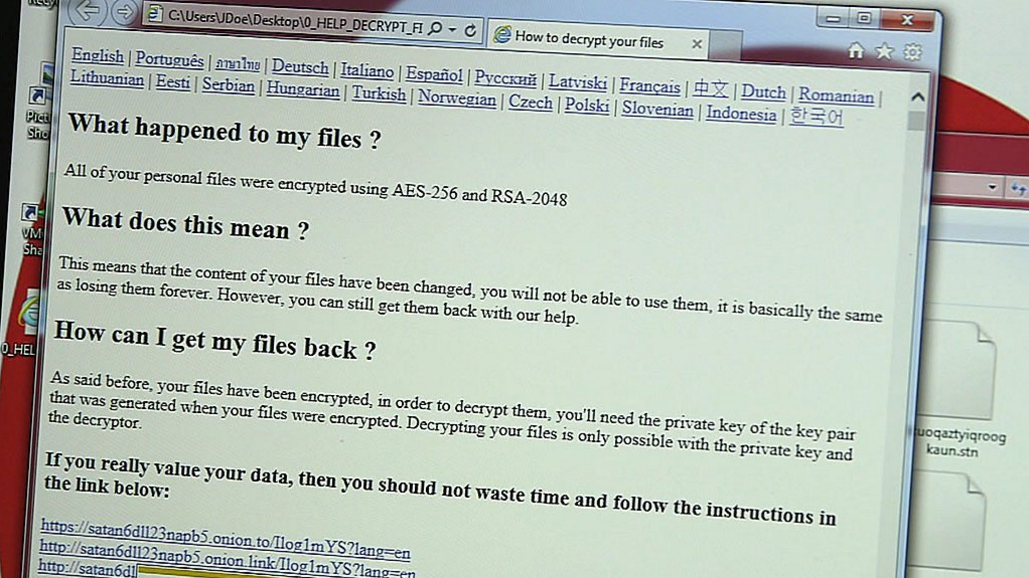 C:\Users\JDoe\Desktop\0_HELP_DECRYPT_FI
How to decrypt your files
English | Português | ภาษาไทย | Deutsch | Italiano | Español | Русский | Latviski | Français | 中文 | Dutch | Romanian |
Lithuanian | Eesti | Serbian | Hungarian | Turkish | Norwegian | Czech | Polski | Slovenian | Indonesia | 한국어
What happened to my files ?
All of your personal files were encrypted using AES-256 and RSA-2048
What does this mean ?
This means that the content of your files have been changed, you will not be able to use them, it is basically the same
as losing them forever. However, you can still get them back with our help.
How can I get my files back ?
As said before, your files have been encrypted, in order to decrypt them, you'll need the private key of the key pair
that was generated when your files were encrypted. Decrypting your files is only possible with the private key and
the decryptor.
If you really value your data, then you should not waste time and follow the instructions in
the link below:
https://satan6dll23napb5.onion.to/Ilog1mYS?lang=en
http://satan6dll23napb5.onion.link/Ilog1mYS?lang=en
http://satan6dl
Pict
Sho
VM
Sha
0_HEL
uoqaztyiqroog
kaun.stn